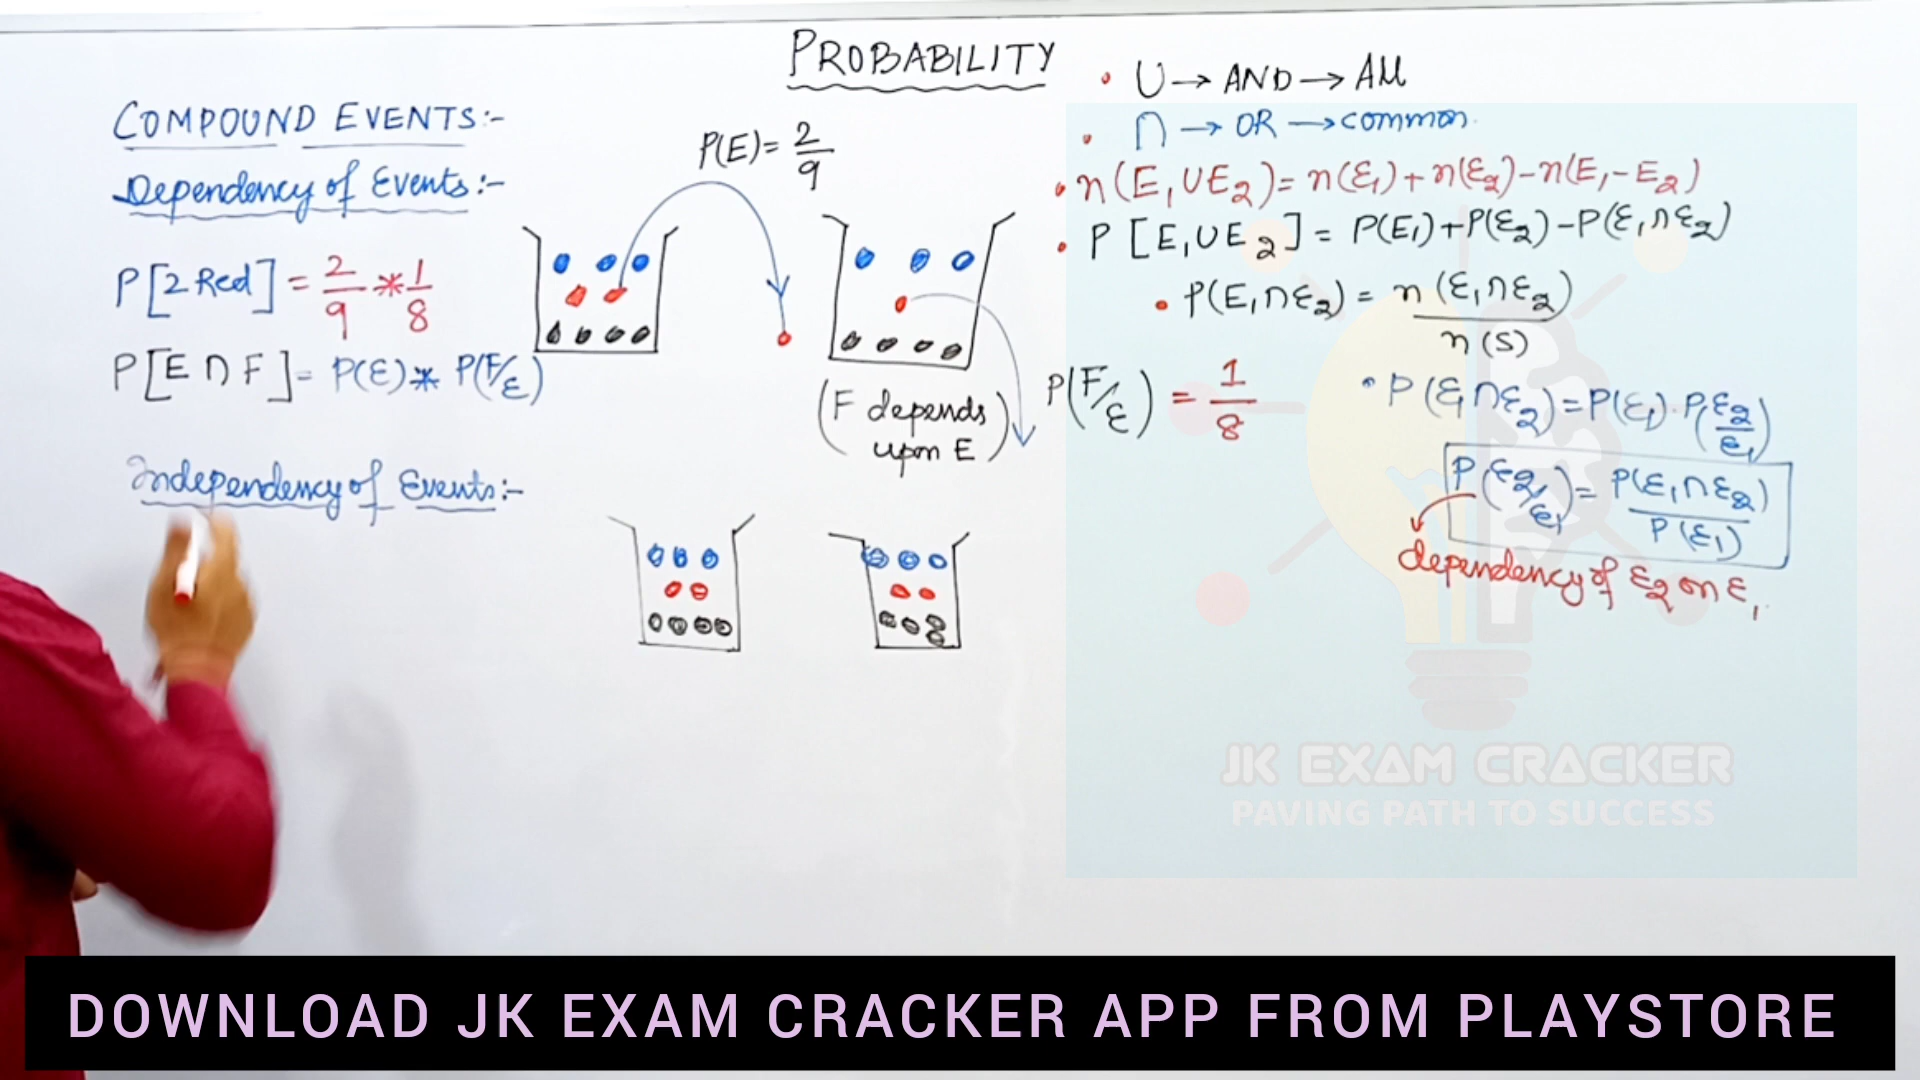 PROBABILITY
COMPOUND EVENTS:-
Dependency of Events:-
P[2 Red] = 2/9 * 1/8
P[E ∩ F] = P(E) * P(F/E)
Independency of Events:-
P(E) = 2/9
(F depends upon E)
P(F/E) = 1/8
• U → AND → All
• ∩ → OR → common.
• n(E₁ U E₂) = n(E₁) + n(E₂) - n(E₁ - E₂)
• P[E₁ U E₂] = P(E₁) + P(E₂) - P(E₁ ∩ E₂)
• P(E₁ ∩ E₂) = n(E₁ ∩ E₂) / n(S)
• P(E₁ ∩ E₂) = P(E₁) · P(E₂/E₁)
P(E₂/E₁) = P(E₁ ∩ E₂) / P(E₁)
dependency of E₂ on E₁.
JK EXAM CRACKER
PAVING PATH TO SUCCESS
DOWNLOAD JK EXAM CRACKER APP FROM PLAYSTORE